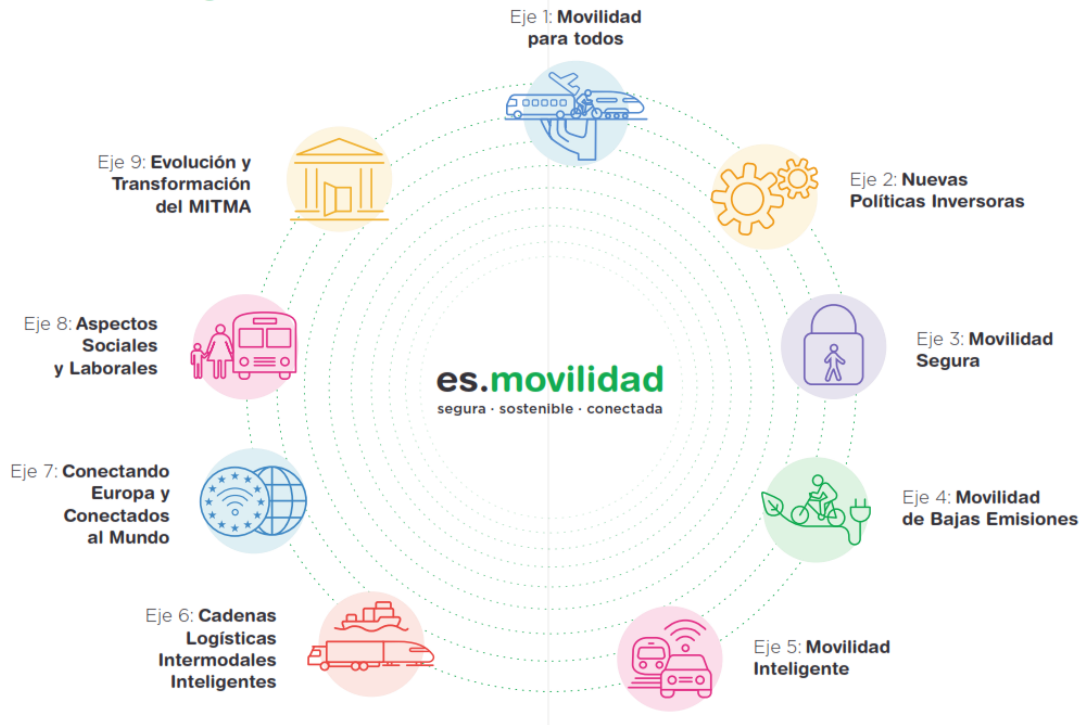 Eje 1: Movilidad
para todos
Eje 2: Nuevas
Políticas Inversoras
Eje 3: Movilidad
Segura
Eje 4: Movilidad
de Bajas Emisiones
Eje 5: Movilidad
Inteligente
Eje 6: Cadenas
Logísticas
Intermodales
Inteligentes
Eje 7: Conectando
Europa y
Conectados
al Mundo
Eje 8: Aspectos
Sociales
y Laborales
Eje 9: Evolución y
Transformación
del MITMA
es.movilidad
segura · sostenible · conectada